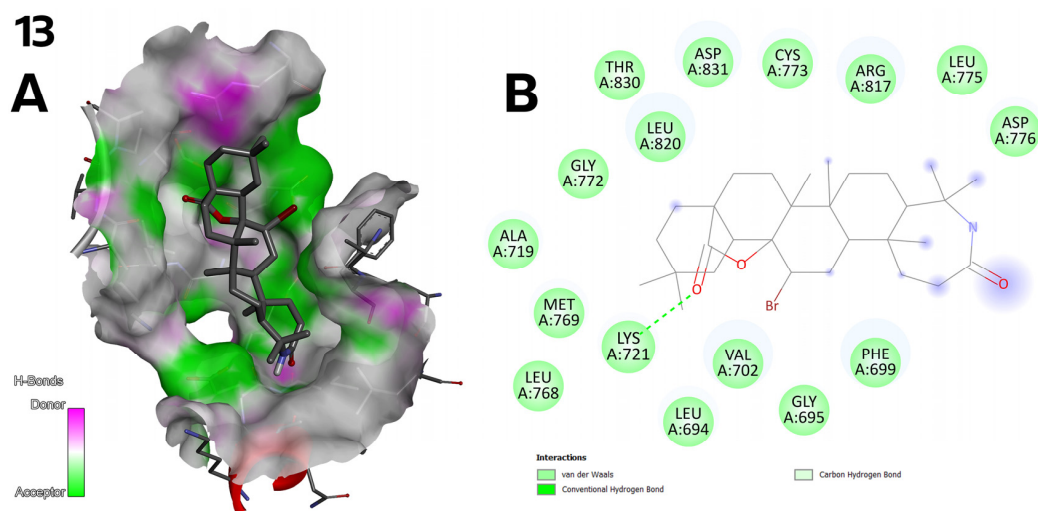 13
A
H-Bonds
Donor
Acceptor
B
THR
A:830
ASP
A:831
CYS
A:773
ARG
A:817
LEU
A:775
ASP
A:776
LEU
A:820
GLY
A:772
ALA
A:719
MET
A:769
LYS
A:721
LEU
A:768
VAL
A:702
PHE
A:699
GLY
A:695
LEU
A:694
N
O
O
O
Br
Interactions
van der Waals
Conventional Hydrogen Bond
Carbon Hydrogen Bond